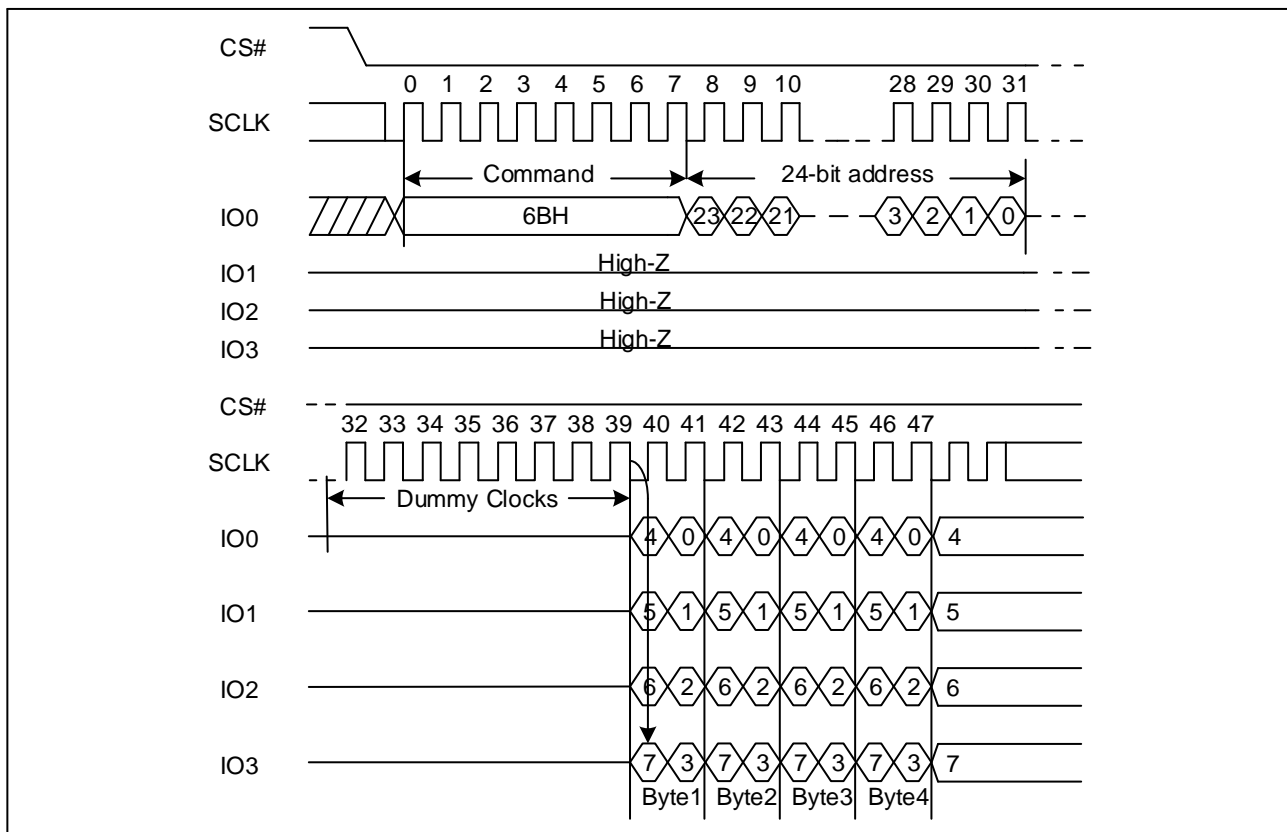 CS#
0 1 2 3 4 5 6 7 8 9 10 28 29 30 31
SCLK
Command 24-bit address
IO0 6BH 23 22 21 3 2 1 0
IO1 High-Z
IO2 High-Z
IO3 High-Z
CS#
32 33 34 35 36 37 38 39 40 41 42 43 44 45 46 47
SCLK
Dummy Clocks
IO0 4 0 4 0 4 0 4 0 4
IO1 5 1 5 1 5 1 5 1 5
IO2 6 2 6 2 6 2 6 2 6
IO3 7 3 7 3 7 3 7 3 7
Byte1 Byte2 Byte3 Byte4